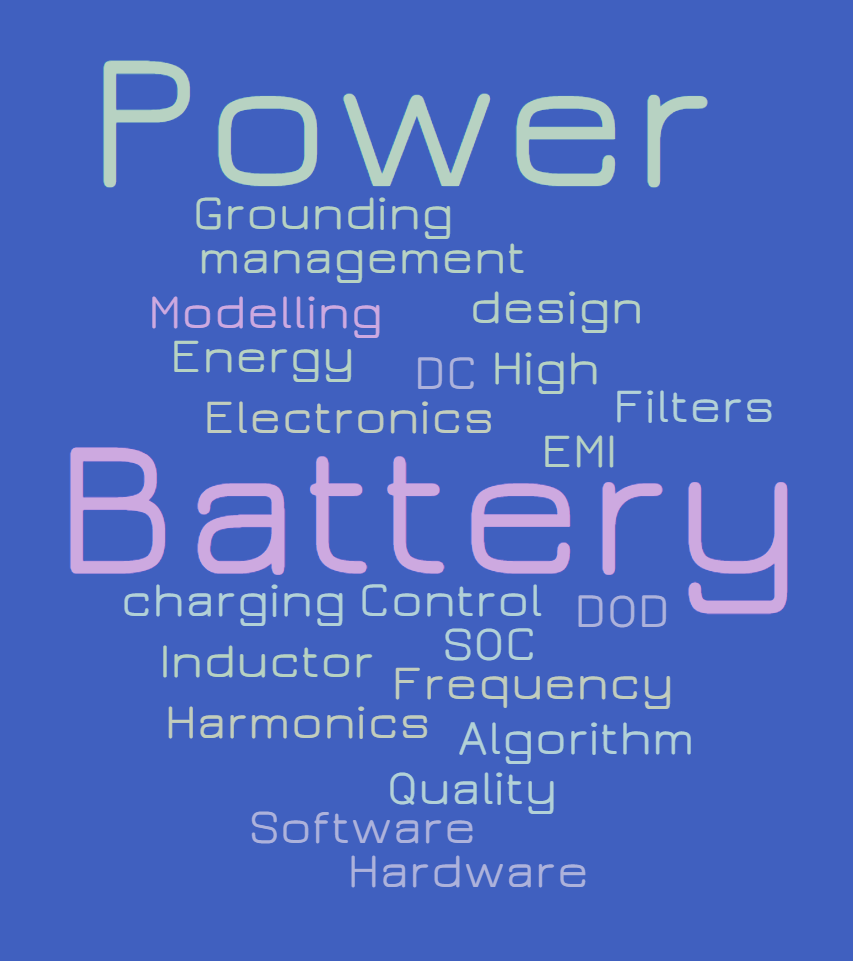 Power
Grounding
management
Modelling design
Energy DC High
Electronics Filters
EMI
Battery
charging Control DOD
Inductor SOC
Frequency
Harmonics Algorithm
Quality
Software
Hardware